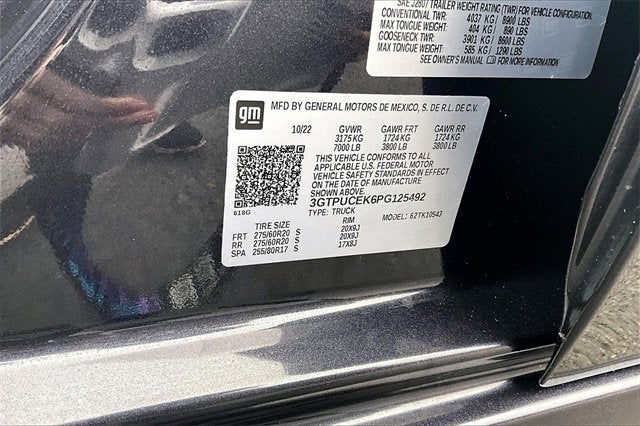 SAE J2807 TRAILER WEIGHT RATING (TWR) FOR VEHICLE CONFIGURATION.
CONVENTIONAL TWR: 4037 KG/ 8900 LBS
MAX TONGUE WEIGHT: 404 KG / 890 LBS
GOOSENECK TWR: 3901 KG / 8600 LBS
MAX TONGUE WEIGHT: 585 KG / 1290 LBS
SEE OWNER'S MANUAL FOR MORE INFORMATION
gm MFD BY GENERAL MOTORS DE MEXICO, S. DE R.L. DE C.V.
10/22 GVWR GAWR FRT GAWR RR
3175 KG 1724 KG 1724 KG
7000 LB 3800 LB 3800 LB
THIS VEHICLE CONFORMS TO ALL
APPLICABLE U.S. FEDERAL MOTOR
VEHICLE SAFETY STANDARDS IN EFFECT
ON THE DATE OF MANUFACTURE SHOWN ABOVE.
3GTPUCEK6PG125492
618G TYPE: TRUCK MODEL: 62TK10543
TIRE SIZE RIM
FRT 275/60R20 S 20X9J
RR 275/60R20 S 20X9J
SPA 255/80R17 S 17X8J